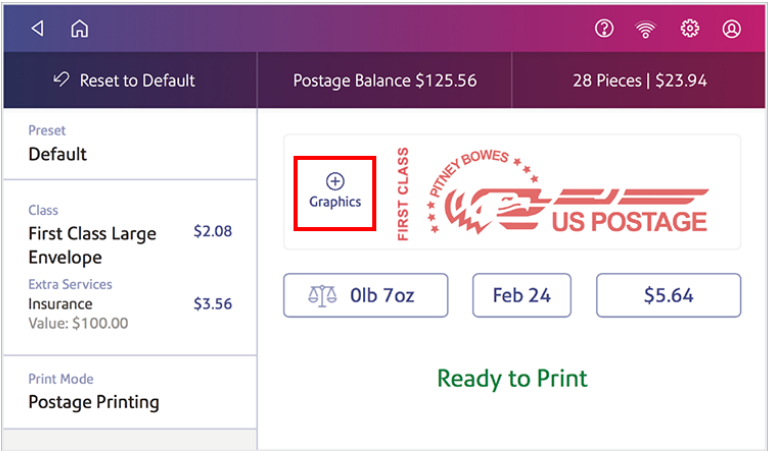 Reset to Default
Postage Balance $125.56
28 Pieces | $23.94
Preset
Default
Class
First Class Large $2.08
Envelope
Extra Services
Insurance $3.56
Value: $100.00
Print Mode
Postage Printing
Graphics
FIRST CLASS
PITNEY BOWES
US POSTAGE
0lb 7oz
Feb 24
$5.64
Ready to Print